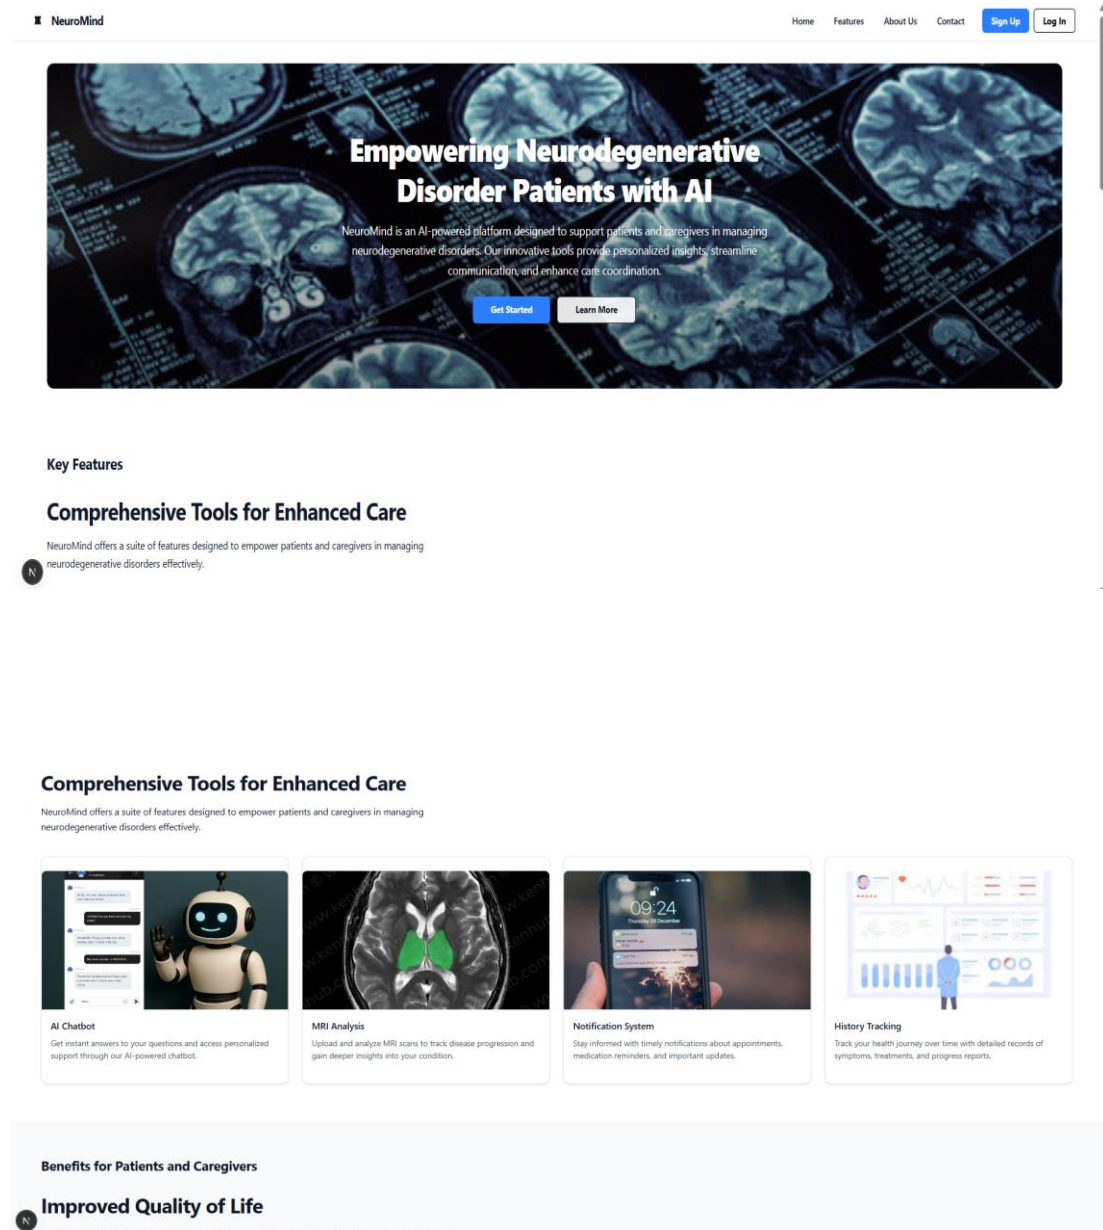 NeuroMind
Home Features About Us Contact Sign Up Log In
Empowering Neurodegenerative
Disorder Patients with AI
NeuroMind is an AI-powered platform designed to support patients and caregivers in managing
neurodegenerative disorders. Our innovative tools provide personalized insights, streamline
communication, and enhance care coordination.
Get Started Learn More
Key Features
Comprehensive Tools for Enhanced Care
NeuroMind offers a suite of features designed to empower patients and caregivers in managing
neurodegenerative disorders effectively.
N
Comprehensive Tools for Enhanced Care
NeuroMind offers a suite of features designed to empower patients and caregivers in managing
neurodegenerative disorders effectively.
09:24
Thursday 26 December
AI Chatbot
Get instant answers to your questions and access personalized
support through our AI-powered chatbot.
MRI Analysis
Upload and analyze MRI scans to track disease progression and
gain deeper insights into your condition.
Notification System
Stay informed with timely notifications about appointments,
medication reminders, and important updates.
History Tracking
Track your health journey over time with detailed records of
symptoms, treatments, and progress reports.
Benefits for Patients and Caregivers
Improved Quality of Life
N